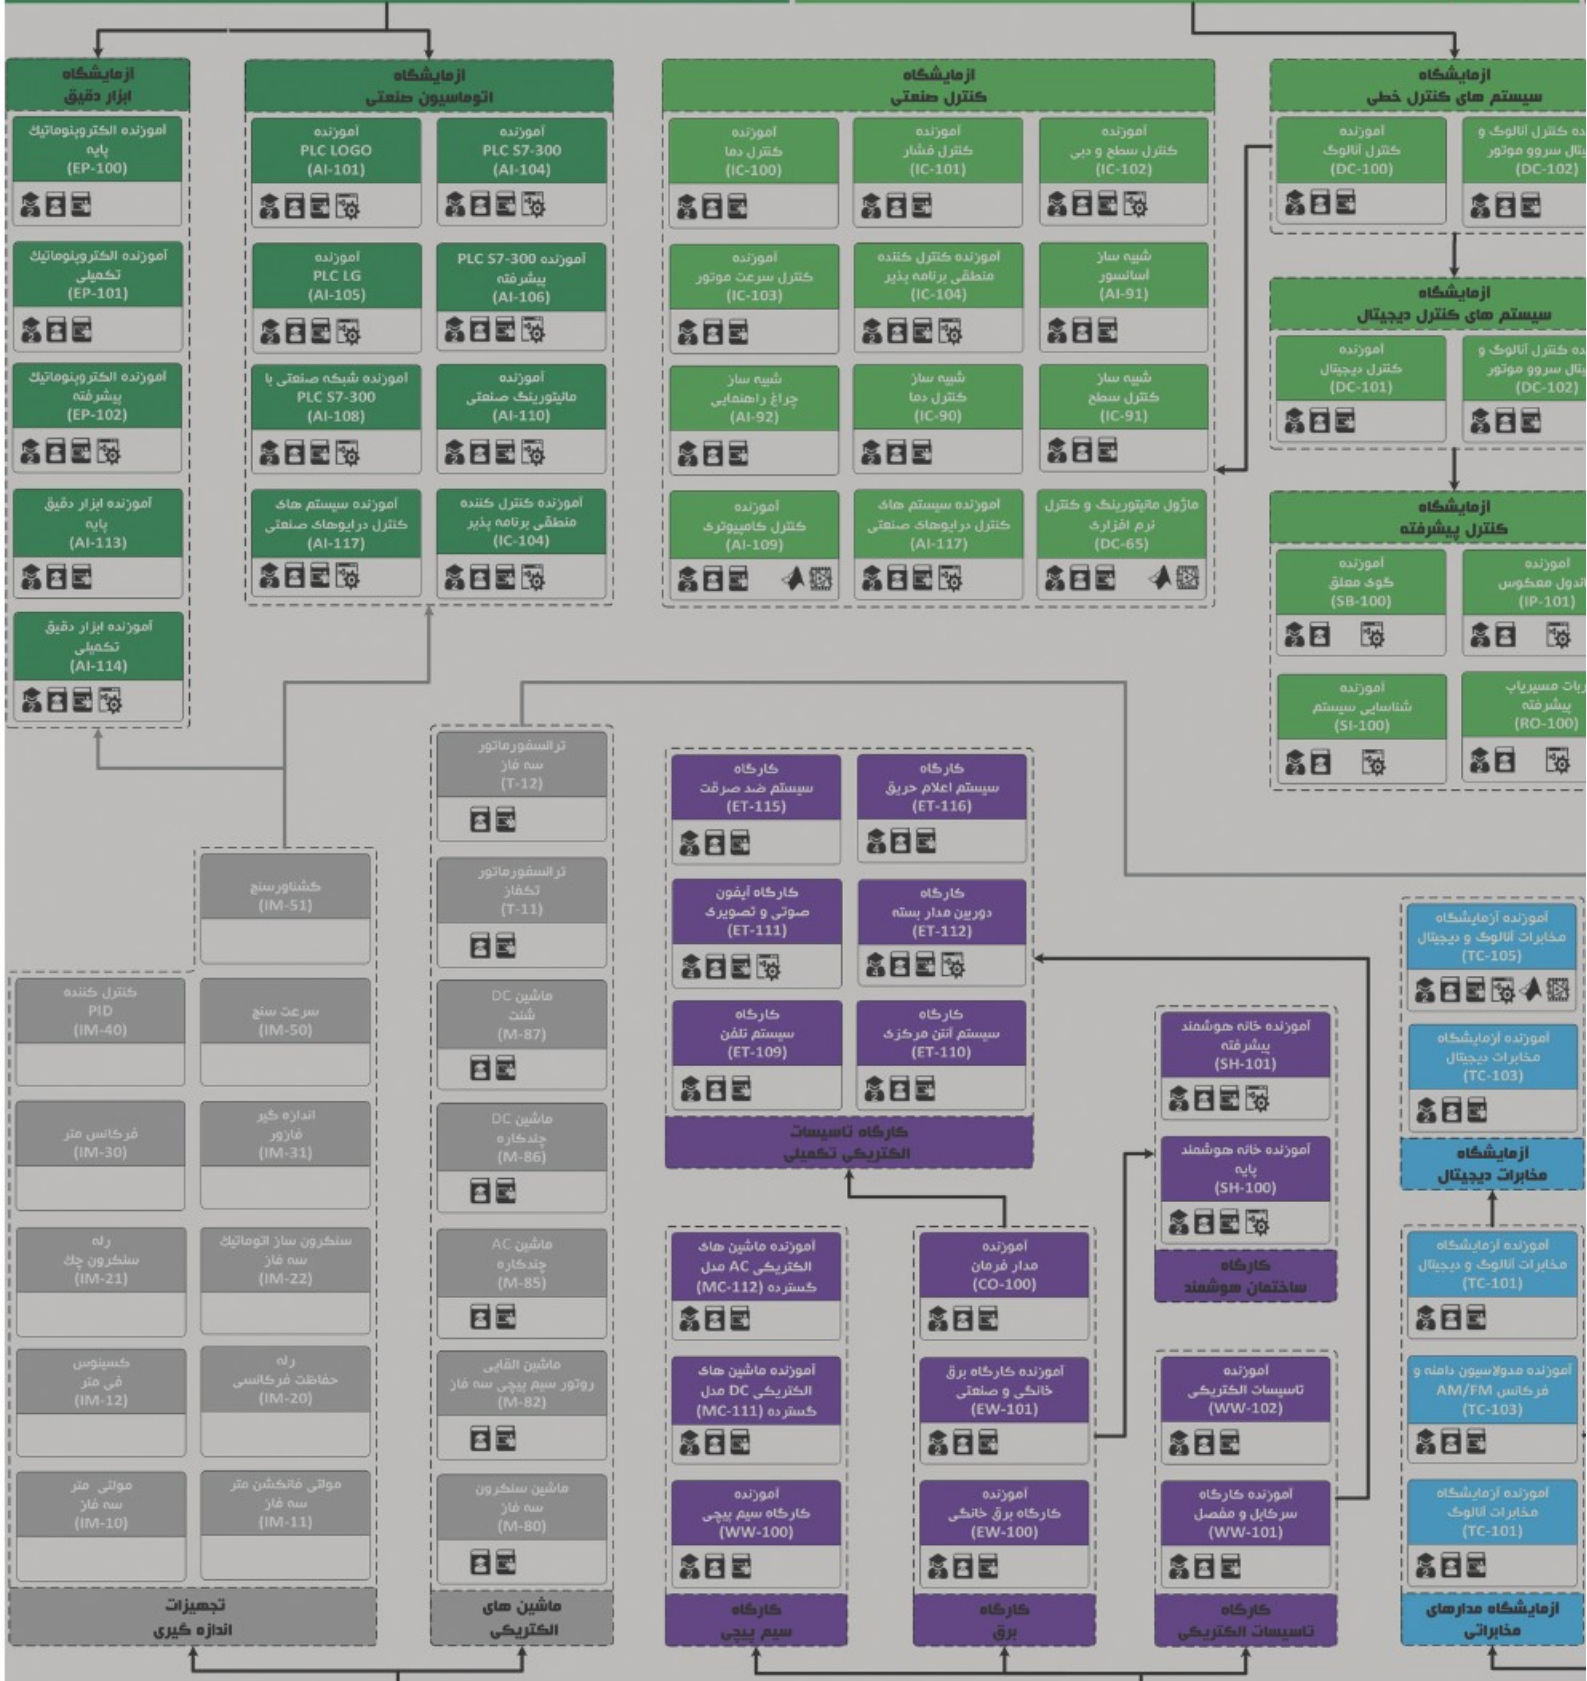 آزمایشگاه
ابزار دقیق
آموزنده الکتروپنوماتیک
پایه
(EP-100)
آموزنده الکتروپنوماتیک
تکمیلی
(EP-101)
آموزنده الکتروپنوماتیک
پیشرفته
(EP-102)
آموزنده ابزار دقیق
پایه
(AI-113)
آموزنده ابزار دقیق
تکمیلی
(AI-114)
آزمایشگاه
اتوماسیون صنعتی
آموزنده
PLC LOGO
(AI-101)
آموزنده
PLC S7-300
(AI-104)
آموزنده
PLC LG
(AI-105)
آموزنده PLC S7-300
پیشرفته
(AI-106)
آموزنده شبکه صنعتی با
PLC S7-300
(AI-108)
آموزنده
مانیتورینگ صنعتی
(AI-110)
آموزنده سیستم های
کنترل درایوهای صنعتی
(AI-117)
آموزنده کنترل کننده
منطقی برنامه پذیر
(IC-104)
آزمایشگاه
کنترل صنعتی
آموزنده
کنترل دما
(IC-100)
آموزنده
کنترل فشار
(IC-101)
آموزنده
کنترل سطح و دبی
(IC-102)
آموزنده
کنترل سرعت موتور
(IC-103)
آموزنده کنترل کننده
منطقی برنامه پذیر
(IC-104)
شبیه ساز
آسانسور
(AI-91)
شبیه ساز
چراغ راهنمایی
(AI-92)
شبیه ساز
کنترل دما
(IC-90)
شبیه ساز
کنترل سطح
(IC-91)
آموزنده
کنترل کامپیوتری
(AI-109)
آموزنده سیستم های
کنترل درایوهای صنعتی
(AI-117)
ماژول مانیتورینگ و کنترل
نرم افزاری
(DC-65)
آزمایشگاه
سیستم های کنترل خطی
آموزنده
کنترل آنالوگ
(DC-100)
کنترل آنالوگ و
سروو موتور
(DC-102)
آزمایشگاه
سیستم های کنترل دیجیتال
آموزنده
کنترل دیجیتال
(DC-101)
کنترل آنالوگ و
سروو موتور
(DC-102)
آزمایشگاه
کنترل پیشرفته
آموزنده
گوی معلق
(SB-100)
آموزنده
معکوس
(IP-101)
آموزنده
شناسایی سیستم
(SI-100)
مسیریاب
پیشرفته
(RO-100)
ترانسفورماتور
سه فاز
(T-12)
ترانسفورماتور
تکفاز
(T-11)
ماشین DC
شنت
(M-87)
ماشین DC
چندکاره
(M-86)
ماشین AC
چندکاره
(M-85)
ماشین القایی
روتور سیم پیچی سه فاز
(M-82)
ماشین سنکرون
سه فاز
(M-80)
ماشین های
الکتریکی
گشتاورسنج
(IM-51)
کنترل کننده
PID
(IM-40)
سرعت سنج
(IM-50)
فرکانس متر
(IM-30)
اندازه گیر
فازور
(IM-31)
رله
سنکرون چک
(IM-21)
سنکرون ساز اتوماتیک
سه فاز
(IM-22)
کسینوس
فی متر
(IM-12)
رله
حفاظت فرکانسی
(IM-20)
مولتی متر
سه فاز
(IM-10)
مولتی فانکشن متر
سه فاز
(IM-11)
تجهیزات
اندازه گیری
کارگاه
سیستم ضد صرقت
(ET-115)
کارگاه
سیستم اعلام حریق
(ET-116)
کارگاه آیفون
صوتی و تصویری
(ET-111)
کارگاه
دوربین مدار بسته
(ET-112)
کارگاه
سیستم تلفن
(ET-109)
کارگاه
سیستم آنتن مرکزی
(ET-110)
کارگاه تاسیسات
الکتریکی تکمیلی
آموزنده ماشین های
الکتریکی AC مدل
گسترده (MC-112)
آموزنده ماشین های
الکتریکی DC مدل
گسترده (MC-111)
آموزنده
کارگاه سیم پیچی
(WW-100)
کارگاه
سیم پیچی
آموزنده
مدار فرمان
(CO-100)
آموزنده کارگاه برق
خانگی و صنعتی
(EW-101)
آموزنده
کارگاه برق خانگی
(EW-100)
کارگاه
برق
آموزنده خانه هوشمند
پیشرفته
(SH-101)
آموزنده خانه هوشمند
پایه
(SH-100)
کارگاه
ساختمان هوشمند
آموزنده
تاسیسات الکتریکی
(WW-102)
آموزنده کارگاه
سرکابل و مفصل
(WW-101)
کارگاه
تاسیسات الکتریکی
آموزنده آزمایشگاه
مخابرات آنالوگ و دیجیتال
(TC-105)
آموزنده آزمایشگاه
مخابرات دیجیتال
(TC-103)
آزمایشگاه
مخابرات دیجیتال
آموزنده آزمایشگاه
مخابرات آنالوگ و دیجیتال
(TC-101)
آموزنده مدولاسیون دامنه و
فرکانس AM/FM
(TC-103)
آموزنده آزمایشگاه
مخابرات آنالوگ
(TC-101)
آزمایشگاه مدارهای
مخابراتی